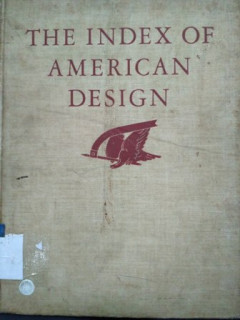 THE INDEX OF
AMERICAN
DESIGN